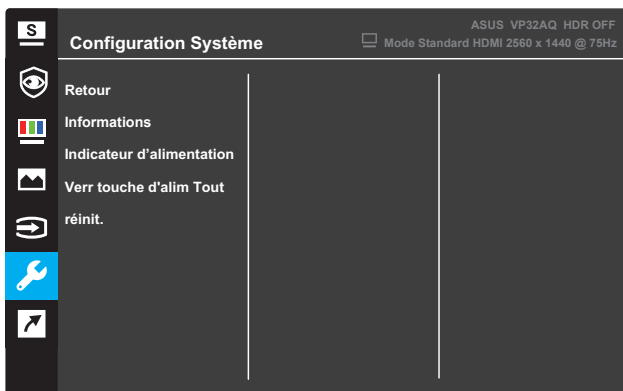 S
ASUS VP32AQ HDR OFF
Configuration Système
Mode Standard HDMI 2560 x 1440 @ 75Hz
Retour
Informations
Indicateur d’alimentation
Verr touche d'alim Tout
réinit.